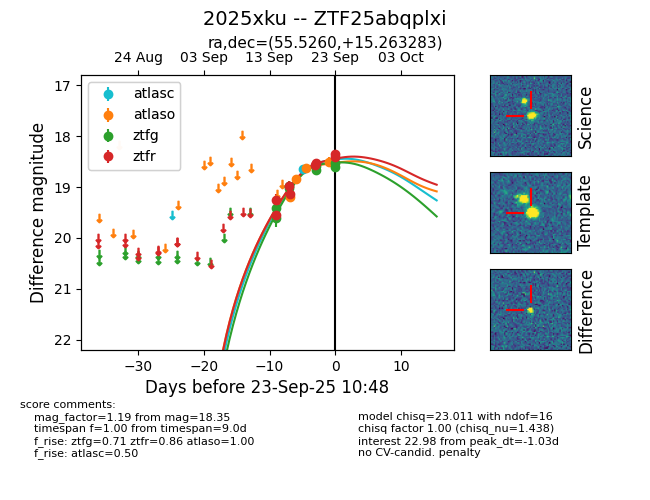 2025xku -- ZTF25abqplxi
ra,dec=(55.5260,+15.263283)
24 Aug 03 Sep 13 Sep 23 Sep 03 Oct
17
18
19
20
21
22
Difference magnitude
atlasc
atlaso
ztfg
ztfr
−30 −20 −10 0 10
Days before 23-Sep-25 10:48
Science
Template
Difference
score comments:
mag_factor=1.19 from mag=18.35
timespan f=1.00 from timespan=9.0d
f_rise: ztfg=0.71 ztfr=0.86 atlaso=1.00
f_rise: atlasc=0.50
model chisq=23.011 with ndof=16
chisq factor 1.00 (chisq_nu=1.438)
interest 22.98 from peak_dt=-1.03d
no CV-candid. penalty